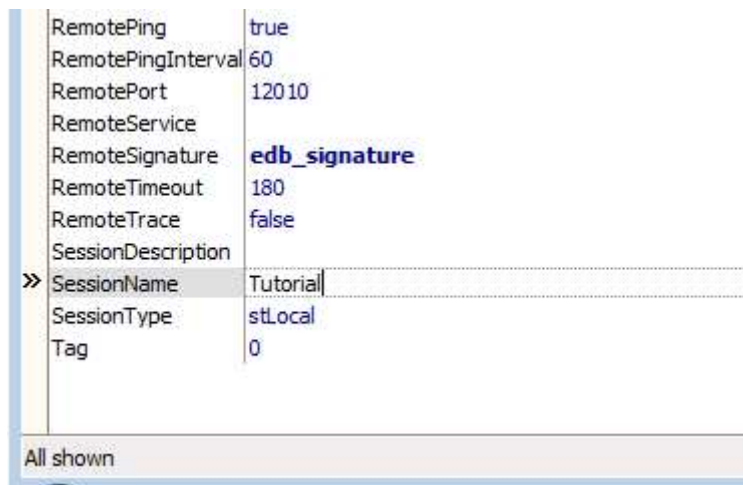 RemotePing true
RemotePingInterval 60
RemotePort 12010
RemoteService
RemoteSignature edb_signature
RemoteTimeout 180
RemoteTrace false
SessionDescription
» SessionName Tutorial
SessionType stLocal
Tag 0
All shown